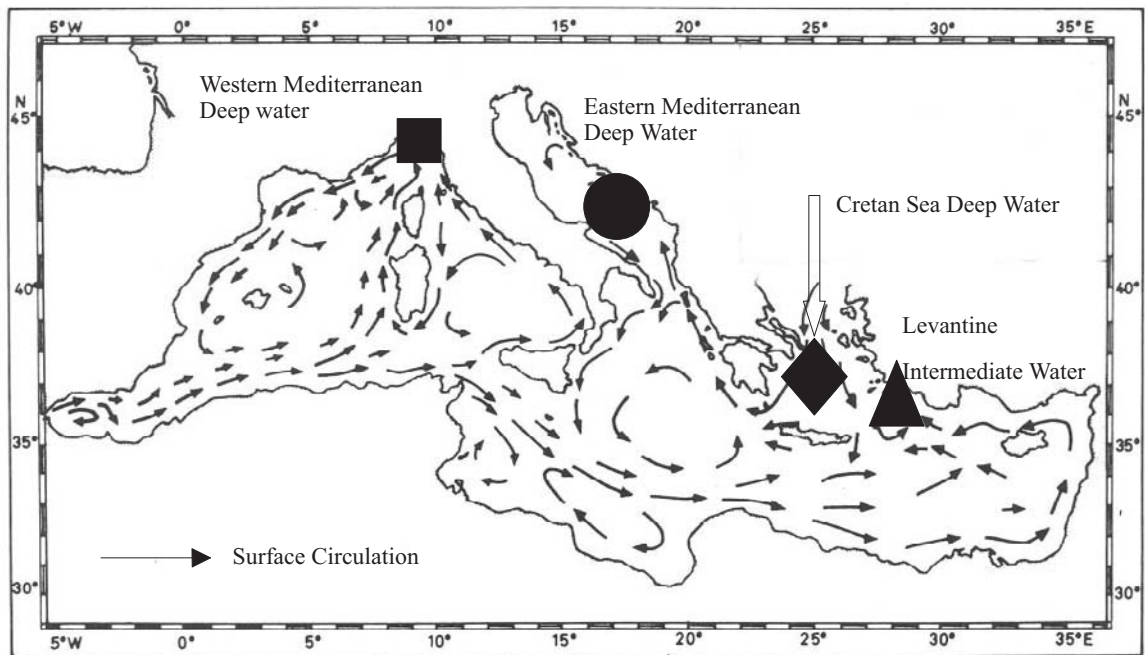 5°W 0° 5° 10° 15° 20° 25° 30° 35°E
N
45°
40°
35°
30°
Western Mediterranean
Deep water
Eastern Mediterranean
Deep Water
Cretan Sea Deep Water
Levantine
Intermediate Water
Surface Circulation
N
45°
40°
35°
30°
5°W 0° 5° 10° 15° 20° 25° 30° 35°E